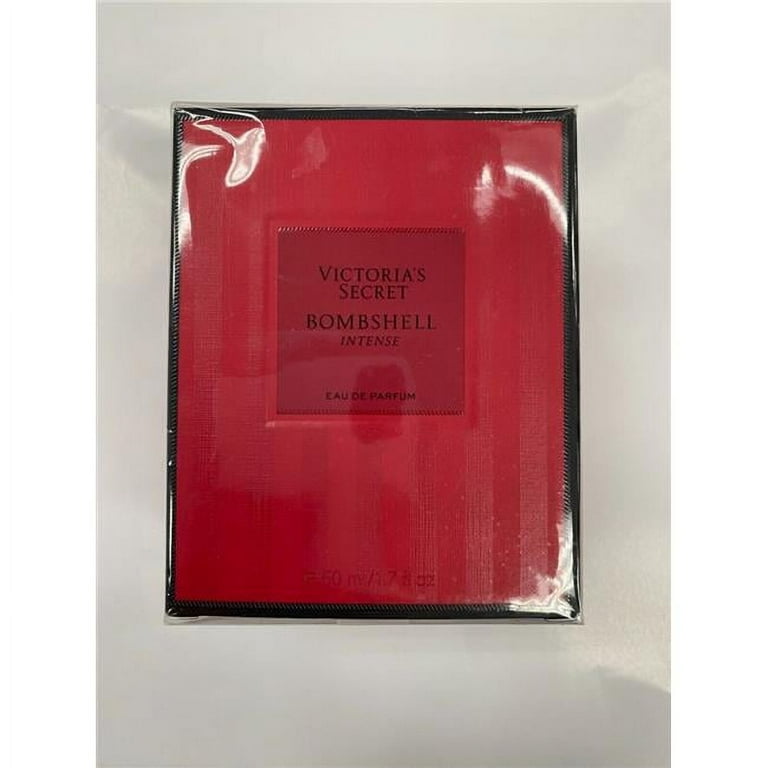 VICTORIA'S
SECRET
BOMBSHELL
INTENSE
EAU DE PARFUM
℮ 50 ml/1.7 fl oz